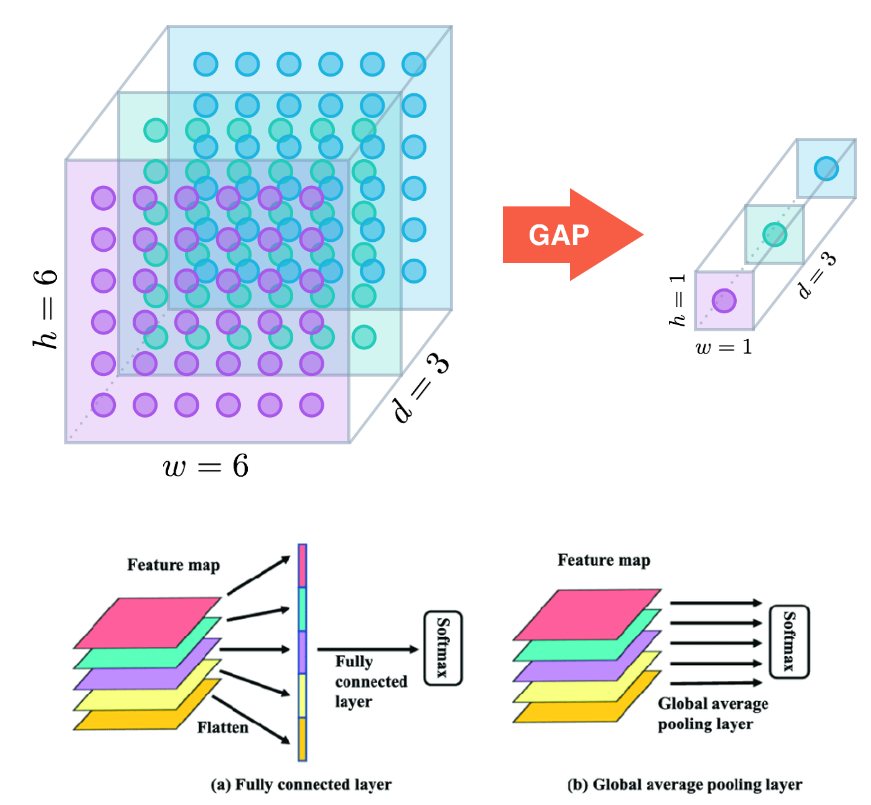 h = 6
w = 6
d = 3
GAP
h = 1
w = 1
d = 3
Feature map
Flatten
Fully
connected
layer
Softmax
(a) Fully connected layer
Feature map
Global average
pooling layer
Softmax
(b) Global average pooling layer